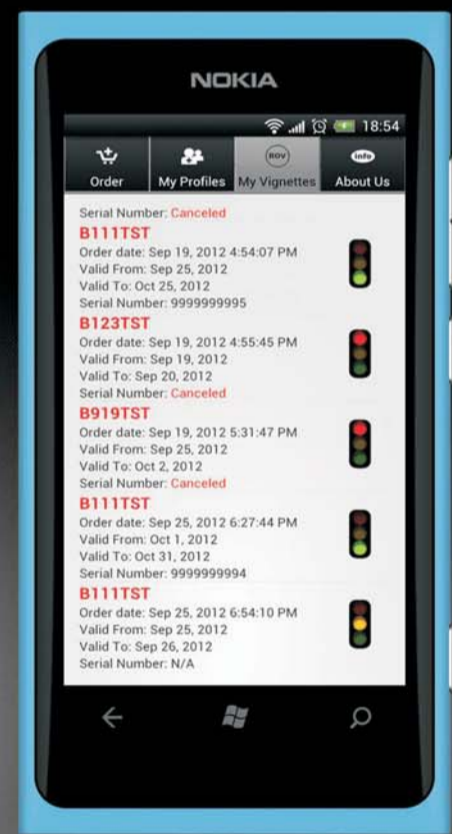 NOKIA
18:54
Order
My Profiles
ROV
My Vignettes
info
About Us
Serial Number: Canceled
B111TST
Order date: Sep 19, 2012 4:54:07 PM
Valid From: Sep 25, 2012
Valid To: Oct 25, 2012
Serial Number: 9999999995
B123TST
Order date: Sep 19, 2012 4:55:45 PM
Valid From: Sep 19, 2012
Valid To: Sep 20, 2012
Serial Number: Canceled
B919TST
Order date: Sep 19, 2012 5:31:47 PM
Valid From: Sep 25, 2012
Valid To: Oct 2, 2012
Serial Number: Canceled
B111TST
Order date: Sep 25, 2012 6:27:44 PM
Valid From: Oct 1, 2012
Valid To: Oct 31, 2012
Serial Number: 9999999994
B111TST
Order date: Sep 25, 2012 6:54:10 PM
Valid From: Sep 25, 2012
Valid To: Sep 26, 2012
Serial Number: N/A